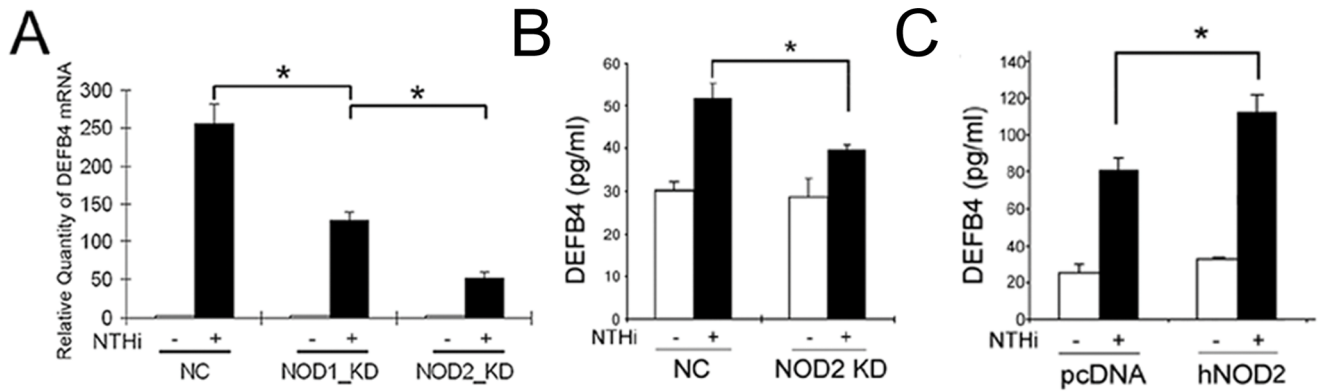 A
Relative Quantity of DEFB4 mRNA
300
250
200
150
100
50
0
*
*
NTHi - + - + - +
NC NOD1_KD NOD2_KD
B
DEFB4 (pg/ml)
60
50
40
30
20
10
0
*
NTHi - + - +
NC NOD2 KD
C
DEFB4 (pg/ml)
140
120
100
80
60
40
20
0
*
NTHi - + - +
pcDNA hNOD2